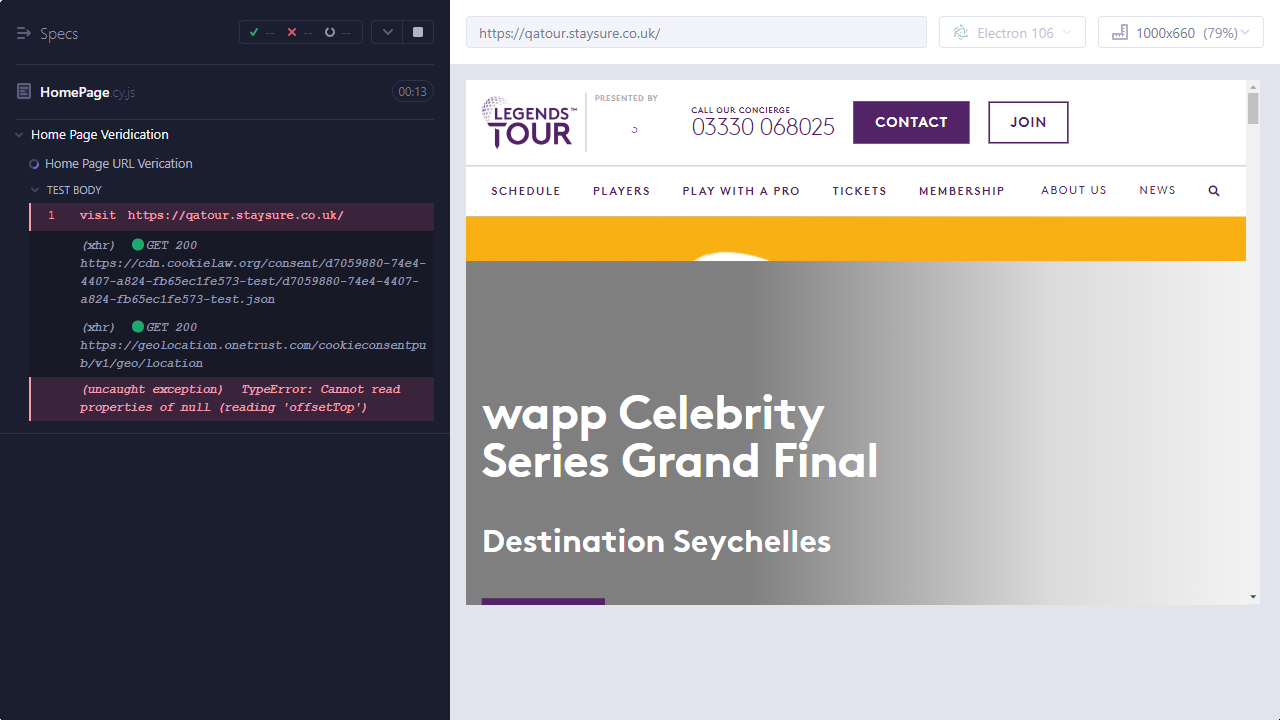 Specs
-- -- --
HomePage cy.js
00:13
Home Page Veridication
Home Page URL Verication
TEST BODY
1 visit https://qatour.staysure.co.uk/
(xhr) GET 200
https://cdn.cookielaw.org/consent/d7059880-74e4-
4407-a824-fb65ec1fe573-test/d7059880-74e4-4407-
a824-fb65ec1fe573-test.json
(xhr) GET 200
https://geolocation.onetrust.com/cookieconsentpu
b/v1/geo/location
(uncaught exception) TypeError: Cannot read
properties of null (reading 'offsetTop')
https://qatour.staysure.co.uk/
Electron 106
1000x660 (79%)
LEGENDS™
TOUR
PRESENTED BY
CALL OUR CONCIERGE
03330 068025
CONTACT
JOIN
SCHEDULE
PLAYERS
PLAY WITH A PRO
TICKETS
MEMBERSHIP
ABOUT US
NEWS
wapp Celebrity
Series Grand Final
Destination Seychelles